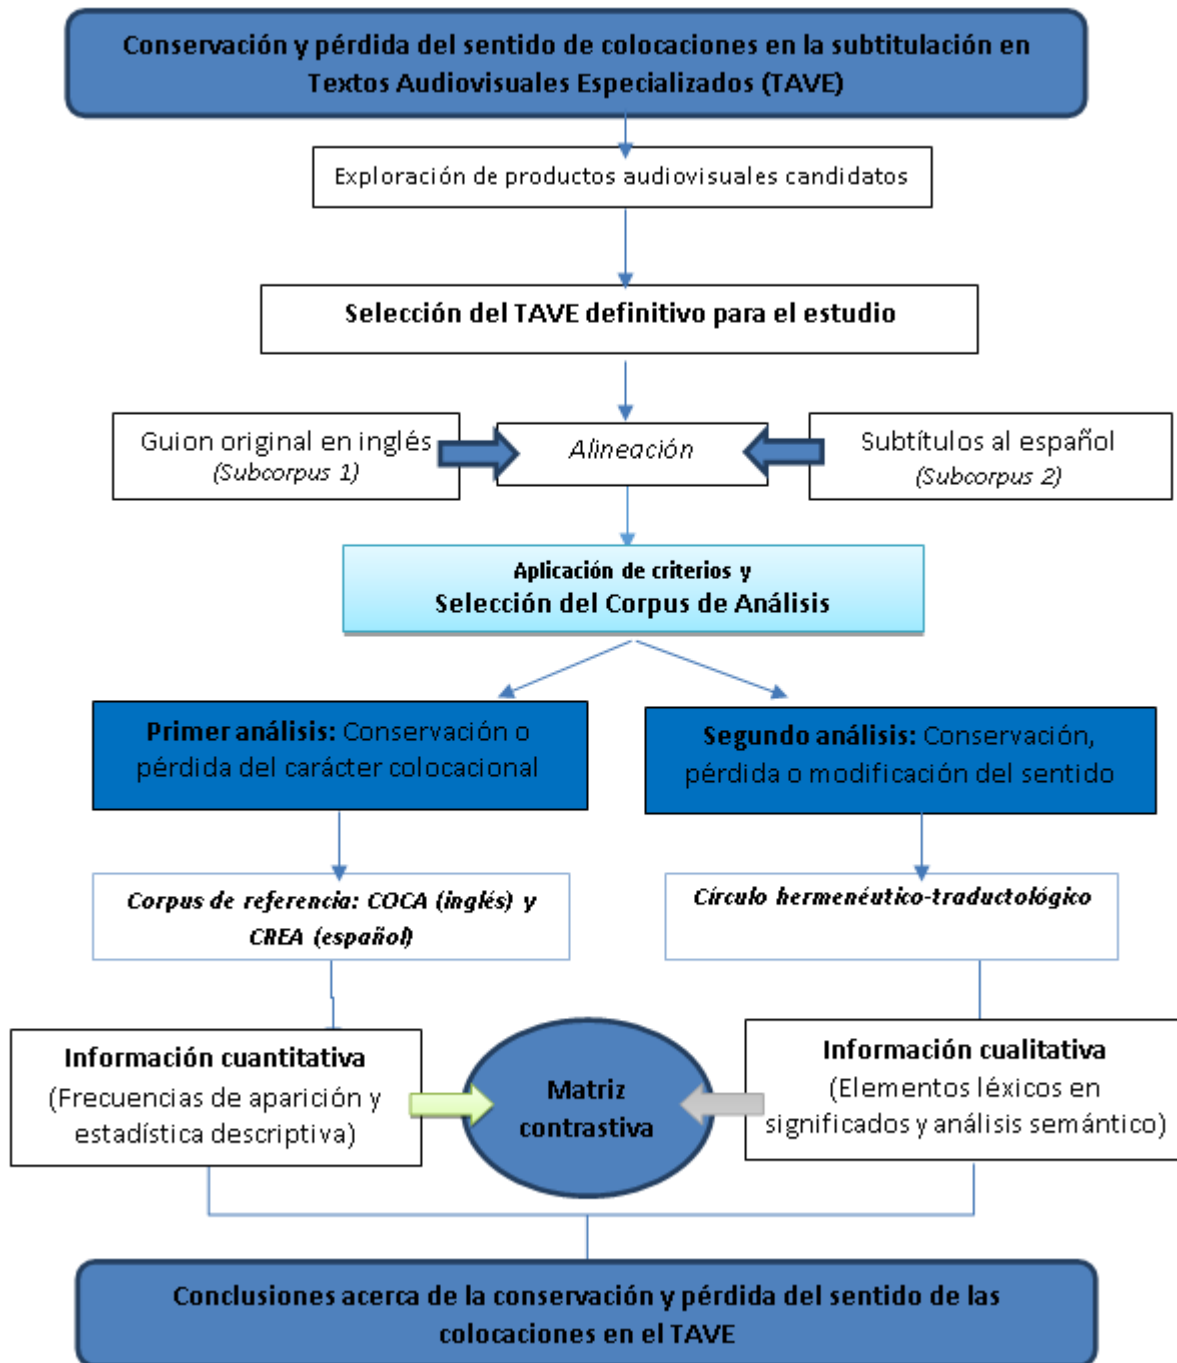 Conservación y pérdida del sentido de colocaciones en la subtitulación en
Textos Audiovisuales Especializados (TAVE)
Exploración de productos audiovisuales candidatos
Selección del TAVE definitivo para el estudio
Guion original en inglés
(Subcorpus 1)
Alineación
Subtítulos al español
(Subcorpus 2)
Aplicación de criterios y
Selección del Corpus de Análisis
Primer análisis: Conservación o
pérdida del carácter colocacional
Segundo análisis: Conservación,
pérdida o modificación del sentido
Corpus de referencia: COCA (inglés) y
CREA (español)
Círculo hermenéutico-traductológico
Información cuantitativa
(Frecuencias de aparición y
estadística descriptiva)
Matriz
contrastiva
Información cualitativa
(Elementos léxicos en
significados y análisis semántico)
Conclusiones acerca de la conservación y pérdida del sentido de las
colocaciones en el TAVE